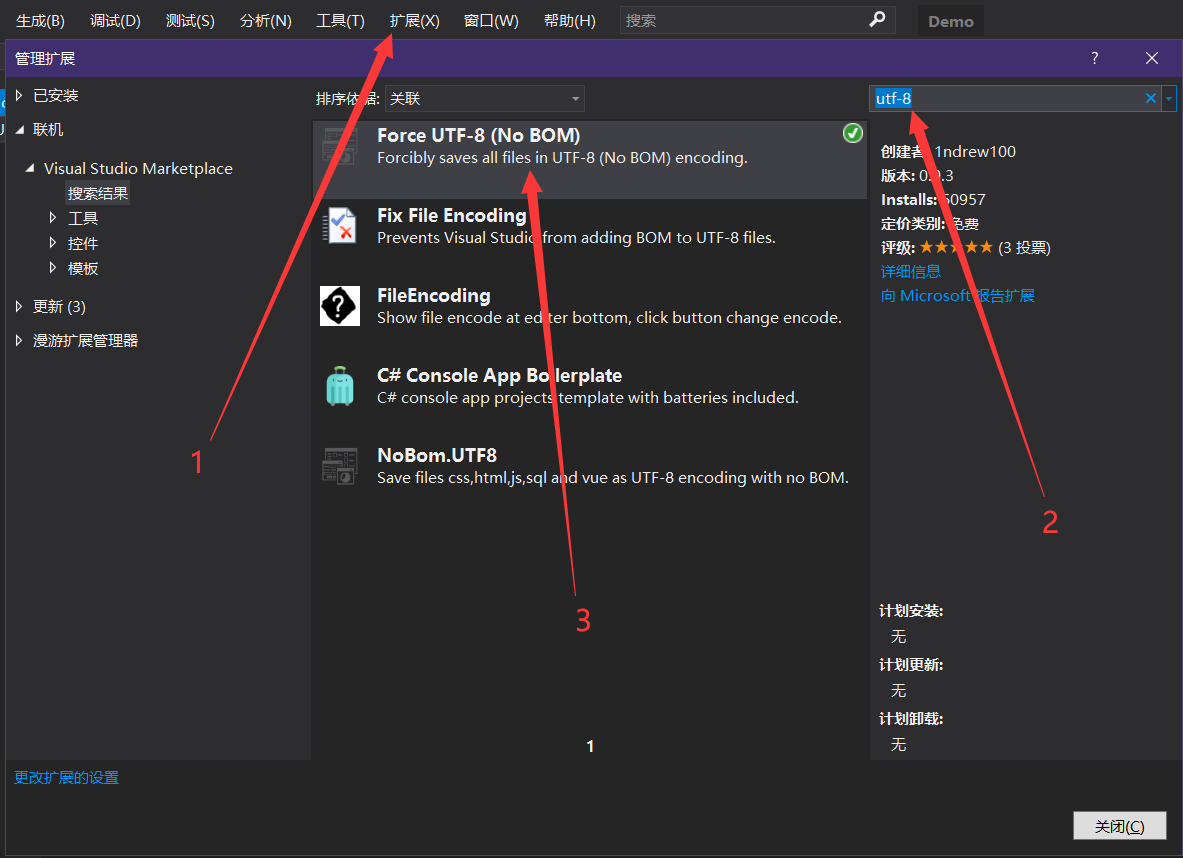 生成(B) 调试(D) 测试(S) 分析(N) 工具(T) 扩展(X) 窗口(W) 帮助(H) 搜索 Demo
管理扩展 ?
已安装
联机
Visual Studio Marketplace
搜索结果
工具
控件
模板
更新 (3)
漫游扩展管理器
更改扩展的设置
排序依据: 关联
Force UTF-8 (No BOM)
Forcibly saves all files in UTF-8 (No BOM) encoding.
Fix File Encoding
Prevents Visual Studio from adding BOM to UTF-8 files.
FileEncoding
Show file encode at editer bottom, click button change encode.
C# Console App Boilerplate
C# console app projects template with batteries included.
NoBom.UTF8
Save files css,html,js,sql and vue as UTF-8 encoding with no BOM.
1
utf-8
创建者: 1ndrew100
版本: 0.0.3
Installs: 60957
定价类别: 免费
评级: ★★★★★ (3 投票)
详细信息
向 Microsoft 报告扩展
计划安装:
无
计划更新:
无
计划卸载:
无
关闭(C)
1
2
3